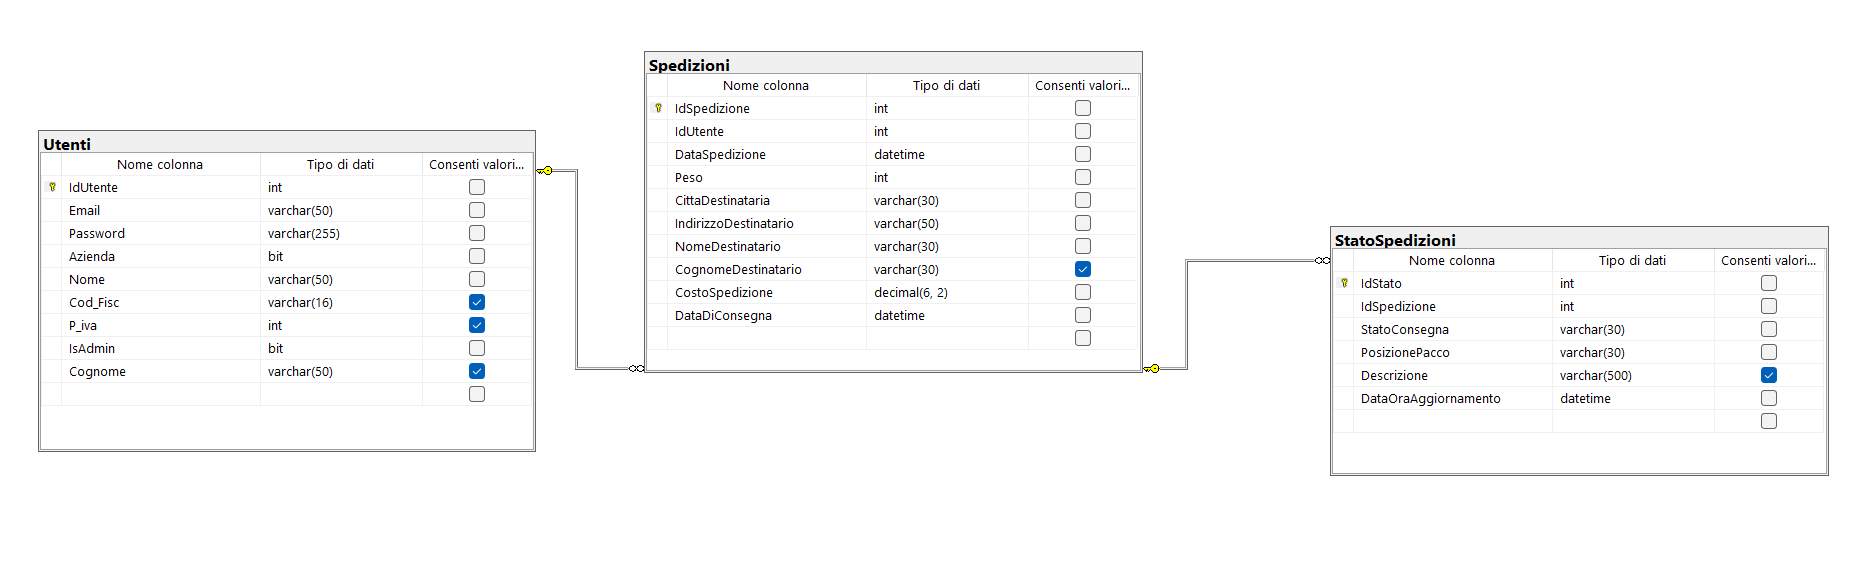 Utenti
Nome colonna Tipo di dati Consenti valori...
IdUtente int
Email varchar(50)
Password varchar(255)
Azienda bit
Nome varchar(50)
Cod_Fisc varchar(16)
P_iva int
IsAdmin bit
Cognome varchar(50)
Spedizioni
Nome colonna Tipo di dati Consenti valori...
IdSpedizione int
IdUtente int
DataSpedizione datetime
Peso int
CittaDestinataria varchar(30)
IndirizzoDestinatario varchar(50)
NomeDestinatario varchar(30)
CognomeDestinatario varchar(30)
CostoSpedizione decimal(6, 2)
DataDiConsegna datetime
StatoSpedizioni
Nome colonna Tipo di dati Consenti valori...
IdStato int
IdSpedizione int
StatoConsegna varchar(30)
PosizionePacco varchar(30)
Descrizione varchar(500)
DataOraAggiornamento datetime